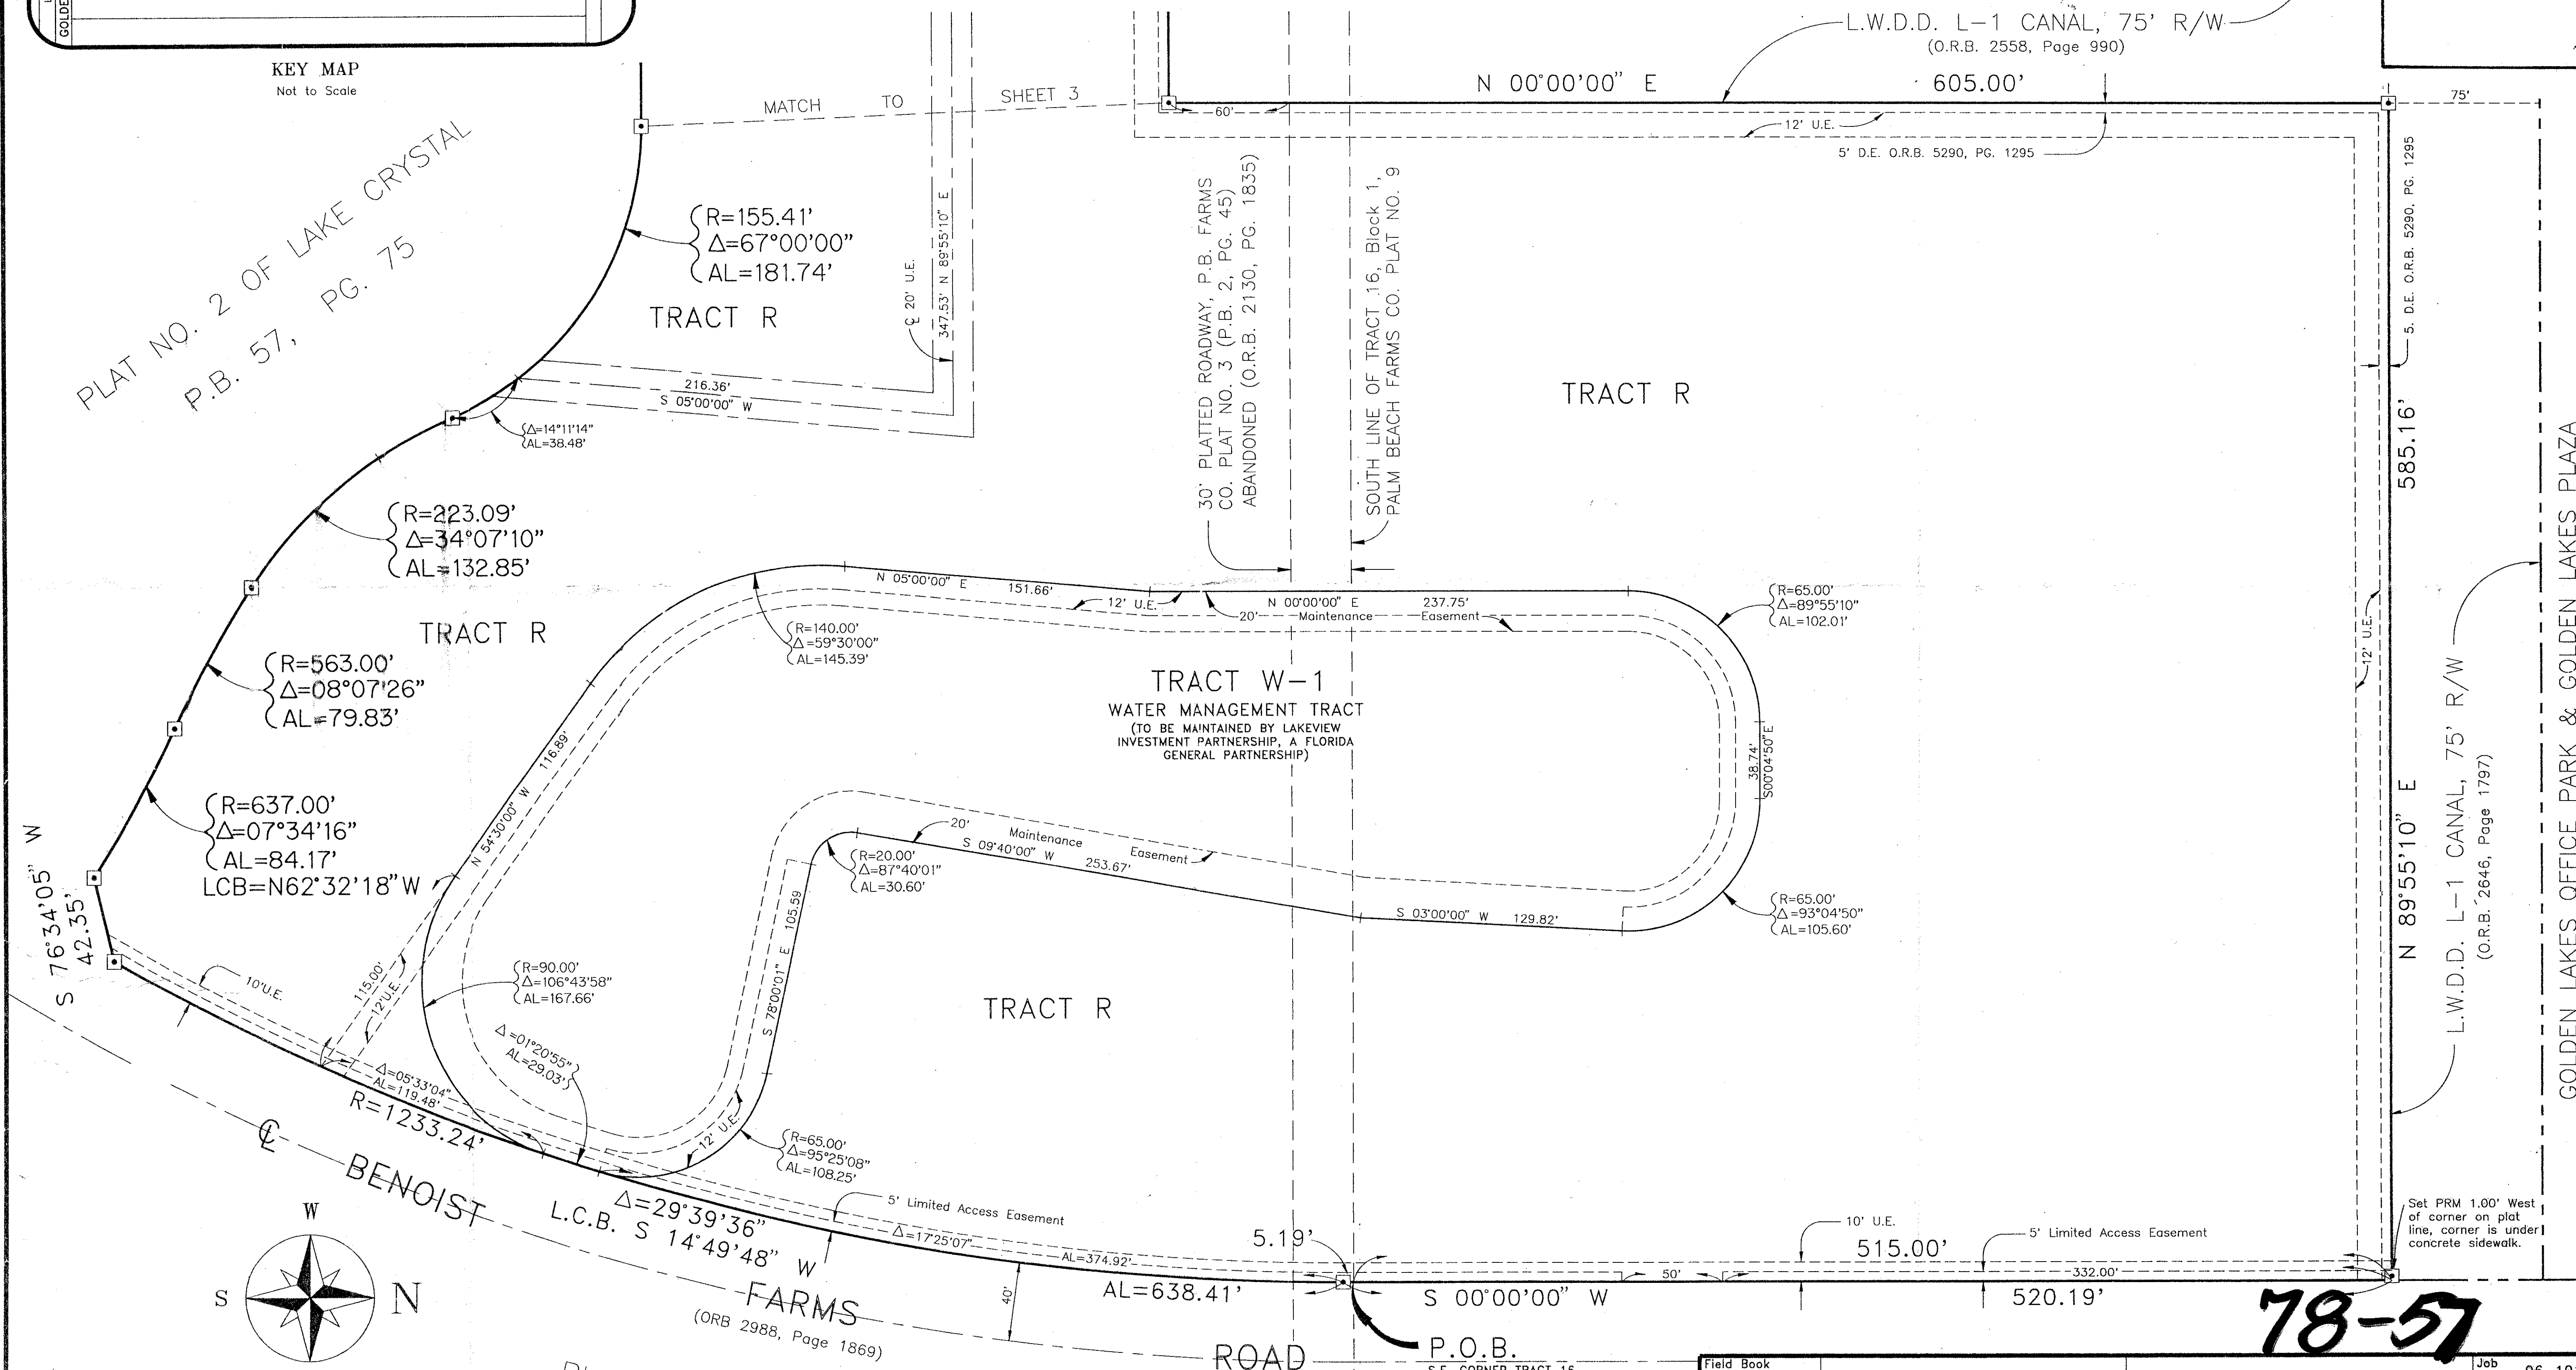 GOLDE
KEY MAP
Not to Scale
MATCH TO SHEET 3
L.W.D.D. L-1 CANAL, 75' R/W
(O.R.B. 2558, Page 990)
N 00°00'00" E 605.00'
75'
60'
12' U.E.
5' D.E. O.R.B. 5290, PG. 1295
5. D.E. O.R.B. 5290, PG. 1295
PLAT NO. 2 OF LAKE CRYSTAL
P.B. 57, PG. 75
R=155.41'
Δ=67°00'00"
AL=181.74'
TRACT R
℄ 20' U.E.
347.53' N 89°55'10" E
216.36'
S 05°00'00" W
Δ=14°11'14"
AL=38.48'
30' PLATTED ROADWAY, P.B. FARMS
CO. PLAT NO. 3 (P.B. 2, PG. 45)
ABANDONED (O.R.B. 2130, PG. 1835)
SOUTH LINE OF TRACT 16, Block 1,
PALM BEACH FARMS CO. PLAT NO. 9
TRACT R
585.16'
R=223.09'
Δ=34°07'10"
AL=132.85'
TRACT R
R=563.00'
Δ=08°07'26"
AL=79.83'
R=637.00'
Δ=07°34'16"
AL=84.17'
LCB=N62°32'18"W
S 76°34'05" W
42.35'
N 05°00'00" E 151.66'
12' U.E.
N 00°00'00" E 237.75'
20' Maintenance Easement
R=65.00'
Δ=89°55'10"
AL=102.01'
R=140.00'
Δ=59°30'00"
AL=145.39'
116.89'
N 54°30'00" W
TRACT W-1
WATER MANAGEMENT TRACT
(TO BE MAINTAINED BY LAKEVIEW
INVESTMENT PARTNERSHIP, A FLORIDA
GENERAL PARTNERSHIP)
38.74'
S00°04'50"E
12' U.E.
20' Maintenance Easement
S 09°40'00" W 253.67'
R=20.00'
Δ=87°40'01"
AL=30.60'
S 03°00'00" W 129.82'
R=65.00'
Δ=93°04'50"
AL=105.60'
S 78°00'01" E 105.59
10'U.E.
115.00'
12'U.E.
R=90.00'
Δ=106°43'58"
AL=167.66'
TRACT R
Δ=01°20'55"
AL=29.03'
Δ=05°33'04"
AL=119.48'
R=1233.24'
12' U.E.
R=65.00'
Δ=95°25'08"
AL=108.25'
N 89°55'10" E
L.W.D.D. L-1 CANAL, 75' R/W
(O.R.B. 2646, Page 1797)
GOLDEN LAKES OFFICE PARK & GOLDEN LAKES PLAZA
℄
BENOIST FARMS ROAD
(ORB 2988, Page 1869)
Δ=29°39'36"
L.C.B. S 14°49'48" W
5' Limited Access Easement
Δ=17°25'07"
AL=374.92'
AL=638.41'
40'
5.19'
10' U.E.
515.00'
5' Limited Access Easement
50'
332.00'
S 00°00'00" W 520.19'
Set PRM 1.00' West
of corner on plat
line, corner is under
concrete sidewalk.
P.O.B.
S.E. CORNER TRACT 16
W
S
N
78-57
Field Book
Job